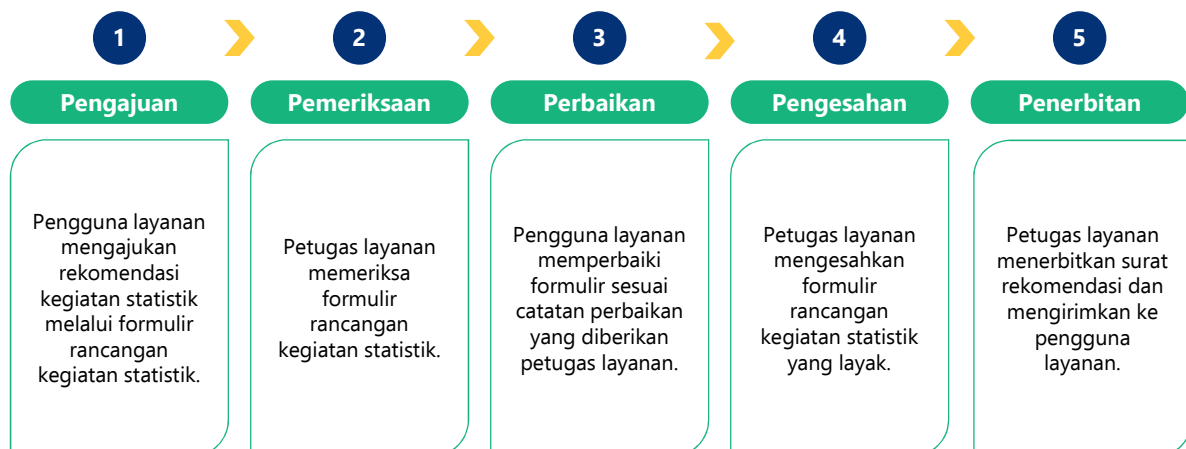 1
2
3
4
5
Pengajuan
Pemeriksaan
Perbaikan
Pengesahan
Penerbitan
Pengguna layanan
mengajukan
rekomendasi
kegiatan statistik
melalui formulir
rancangan
kegiatan statistik.
Petugas layanan
memeriksa
formulir
rancangan
kegiatan statistik.
Pengguna layanan
memperbaiki
formulir sesuai
catatan perbaikan
yang diberikan
petugas layanan.
Petugas layanan
mengesahkan
formulir
rancangan
kegiatan statistik
yang layak.
Petugas layanan
menerbitkan surat
rekomendasi dan
mengirimkan ke
pengguna
layanan.